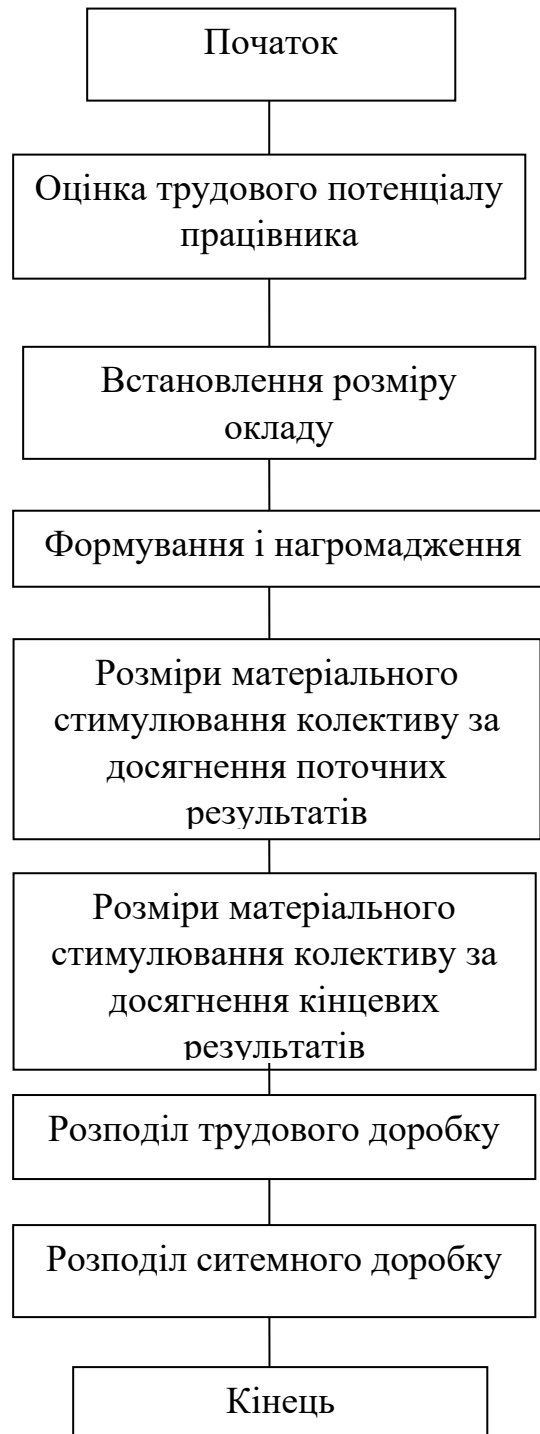 Початок
Оцінка трудового потенціалу
працівника
Встановлення розміру
окладу
Формування і нагромадження
Розміри матеріального
стимулювання колективу за
досягнення поточних
результатів
Розміри матеріального
стимулювання колективу за
досягнення кінцевих
результатів
Розподіл трудового доробку
Розподіл ситемного доробку
Кінець